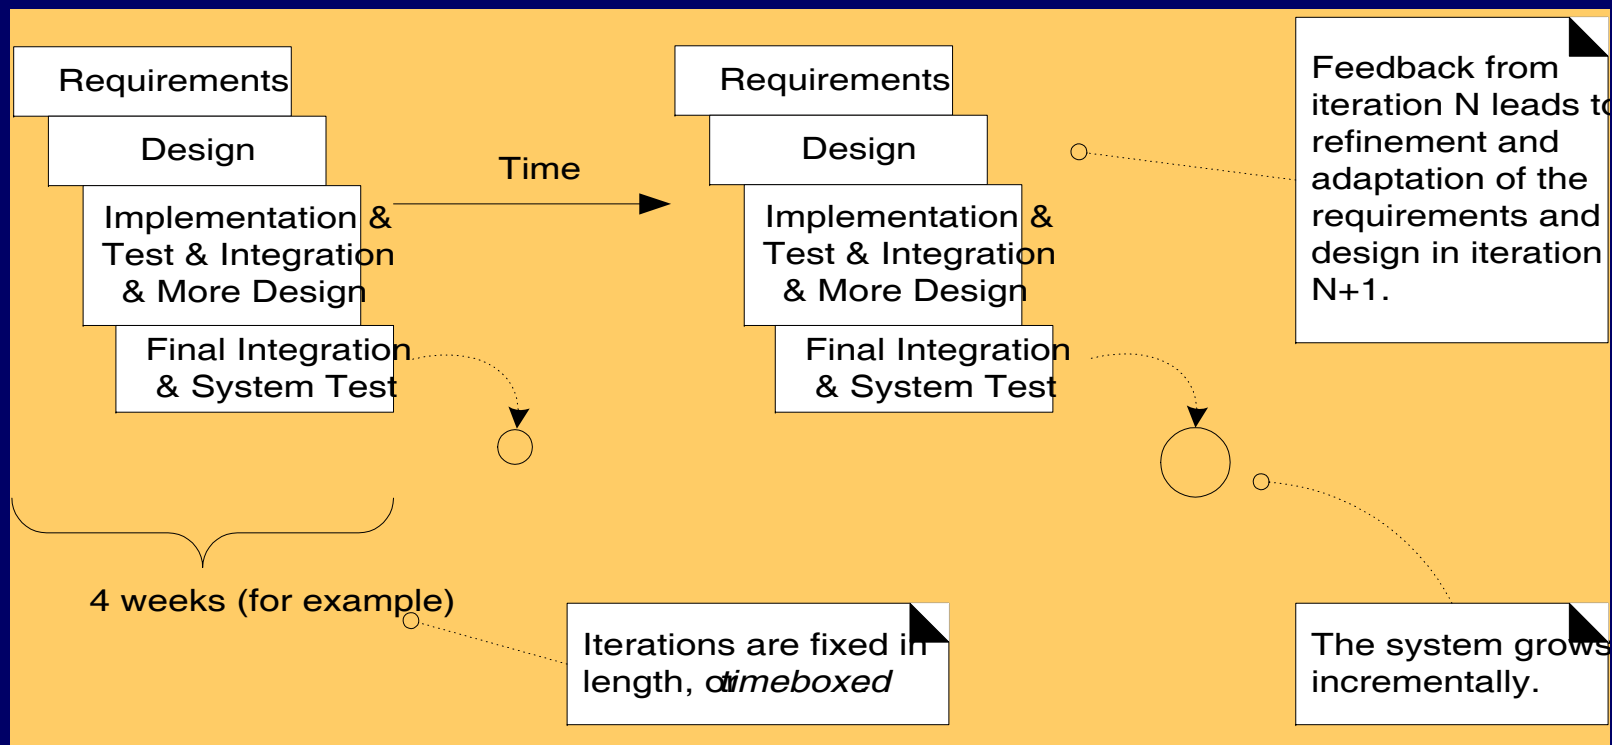 Requirements
Design
Implementation &
Test & Integration
& More Design
Final Integration
& System Test
Time
Requirements
Design
Implementation &
Test & Integration
& More Design
Final Integration
& System Test
Feedback from
iteration N leads to
refinement and
adaptation of the
requirements and
design in iteration
N+1.
4 weeks (for example)
Iterations are fixed in
length, or timeboxed.
The system grows
incrementally.